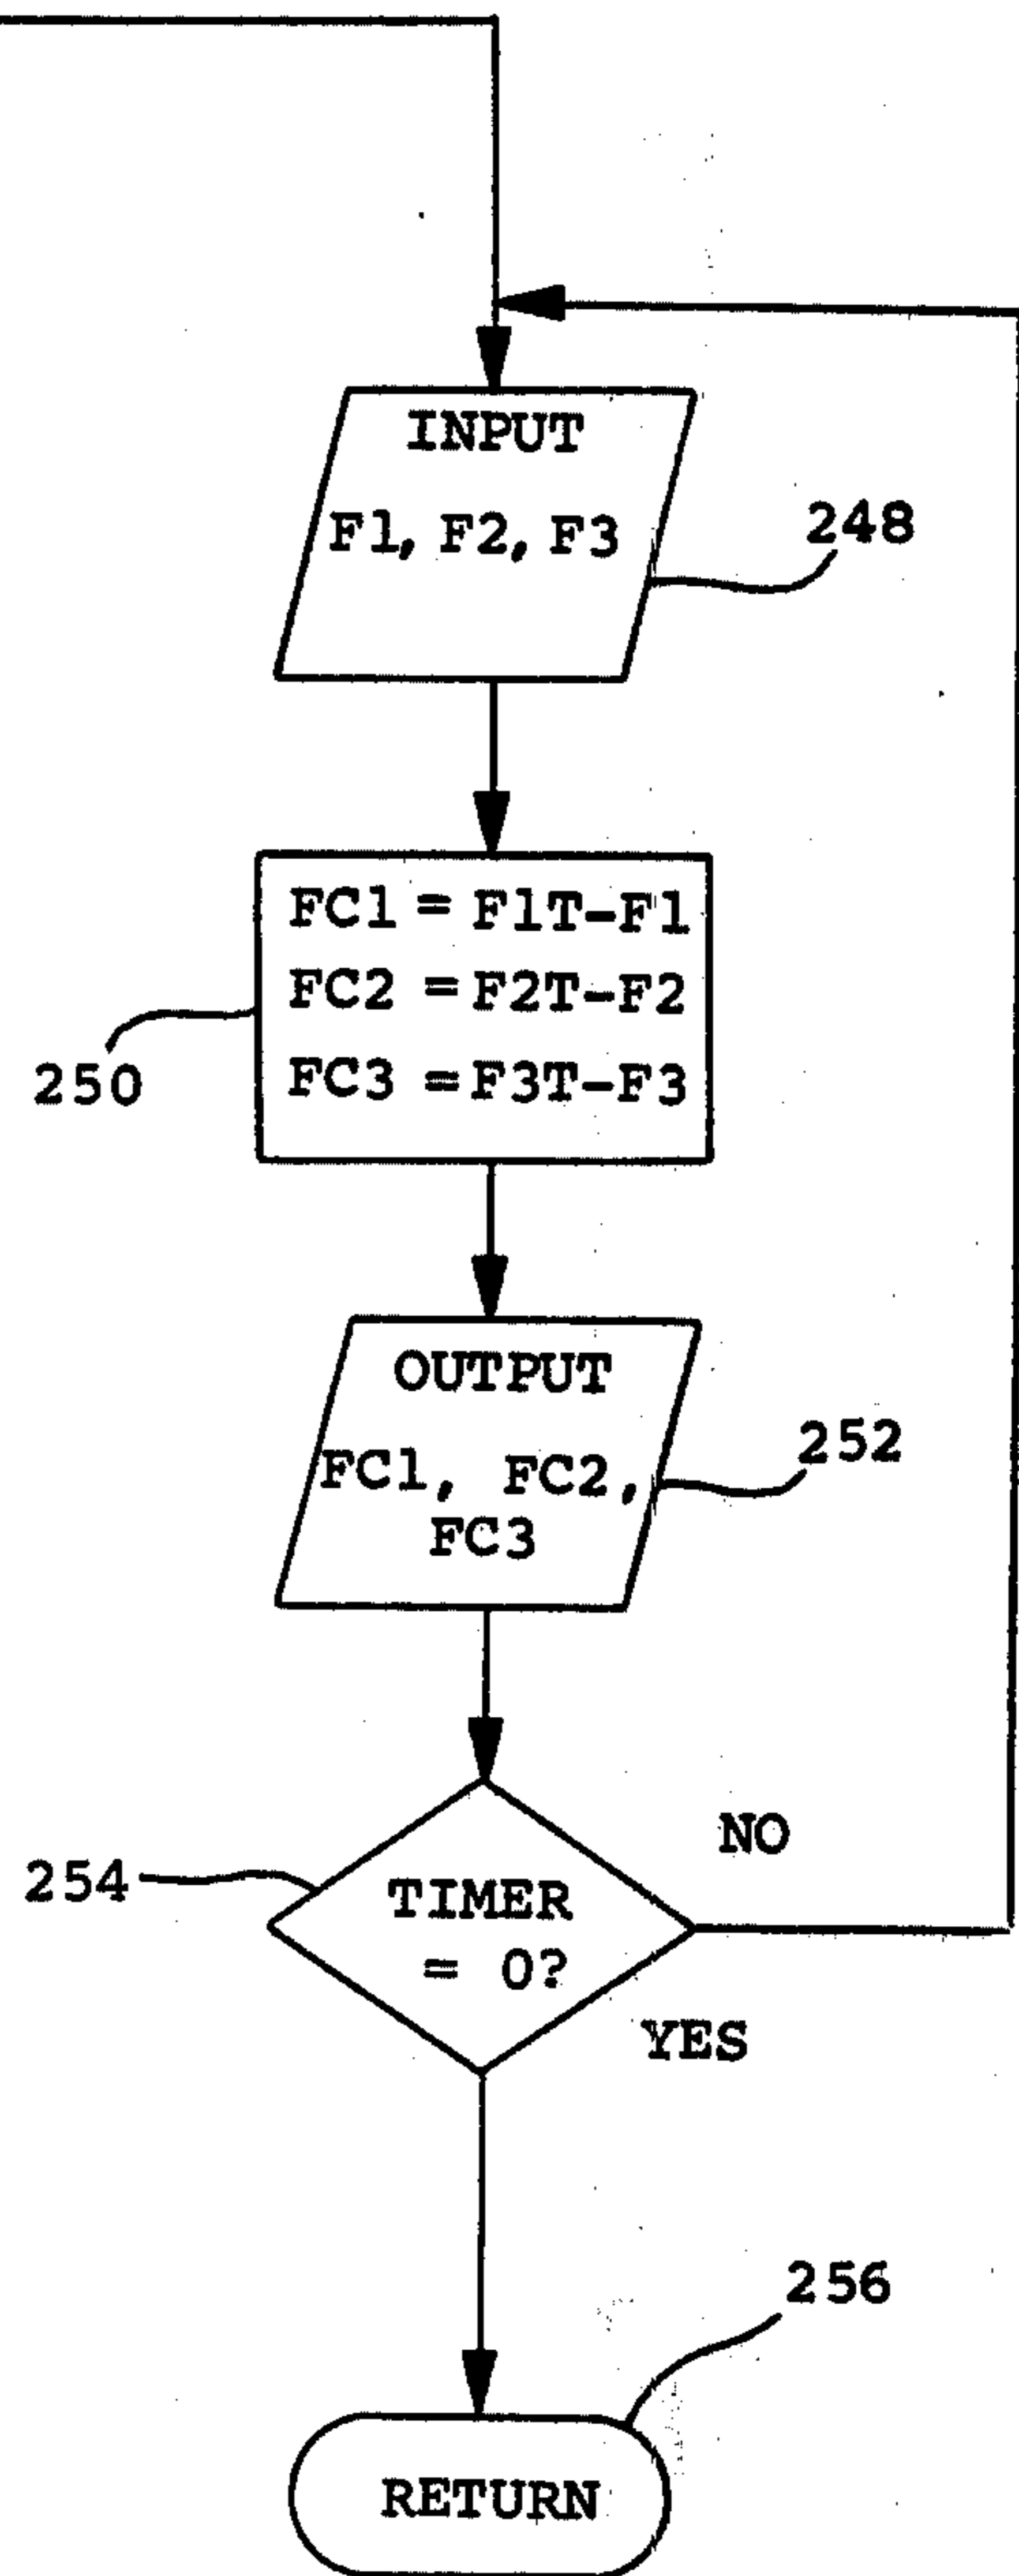 INPUT
F1, F2, F3
248
FC1 = F1T-F1
FC2 = F2T-F2
FC3 = F3T-F3
250
OUTPUT
FC1, FC2,
FC3
252
254
TIMER
= 0?
NO
YES
256
RETURN